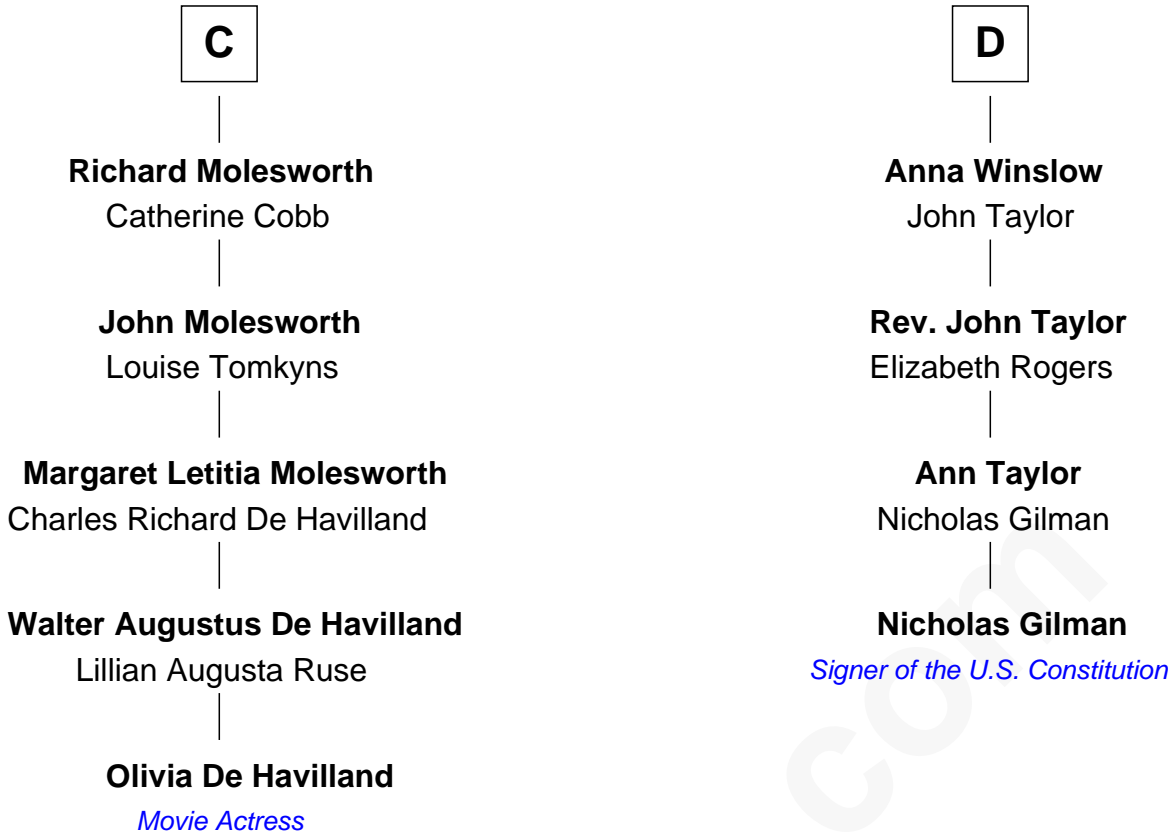 C
Richard Molesworth
Catherine Cobb
John Molesworth
Louise Tomkyns
Margaret Letitia Molesworth
Charles Richard De Havilland
Walter Augustus De Havilland
Lillian Augusta Ruse
Olivia De Havilland
Movie Actress
D
Anna Winslow
John Taylor
Rev. John Taylor
Elizabeth Rogers
Ann Taylor
Nicholas Gilman
Nicholas Gilman
Signer of the U.S. Constitution
com